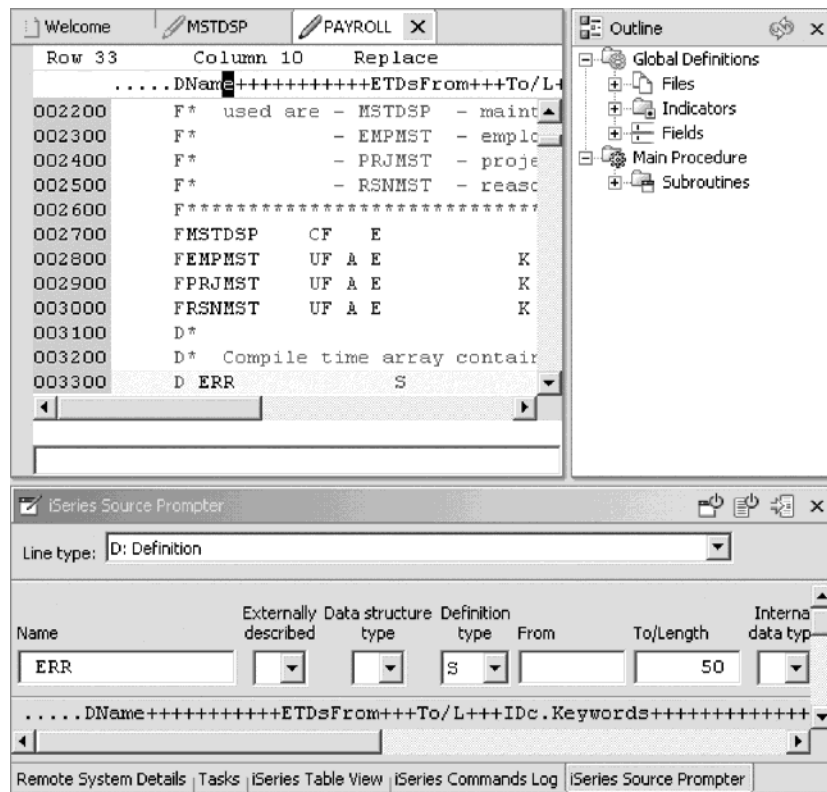 Welcome MSTDSP PAYROLL
Row 33 Column 10 Replace
.....DName+++++++++++ETDsFrom+++To/L+
002200 F* used are - MSTDSP - maint
002300 F* - EMPMST - emplo
002400 F* - PRJMST - proje
002500 F* - RSNMST - reaso
002600 F*****************************
002700 FMSTDSP CF E
002800 FEMPMST UF A E K
002900 FPRJMST UF A E K
003000 FRSNMST UF A E K
003100 D*
003200 D* Compile time array contain
003300 D ERR S
Outline
Global Definitions
Files
Indicators
Fields
Main Procedure
Subroutines
iSeries Source Prompter
Line type: D: Definition
Name Externally described Data structure type Definition type From To/Length Interna data typ
ERR S 50
.....DName+++++++++++ETDsFrom+++To/L+++IDc.Keywords+++++++++++++
Remote System Details Tasks iSeries Table View iSeries Commands Log iSeries Source Prompter